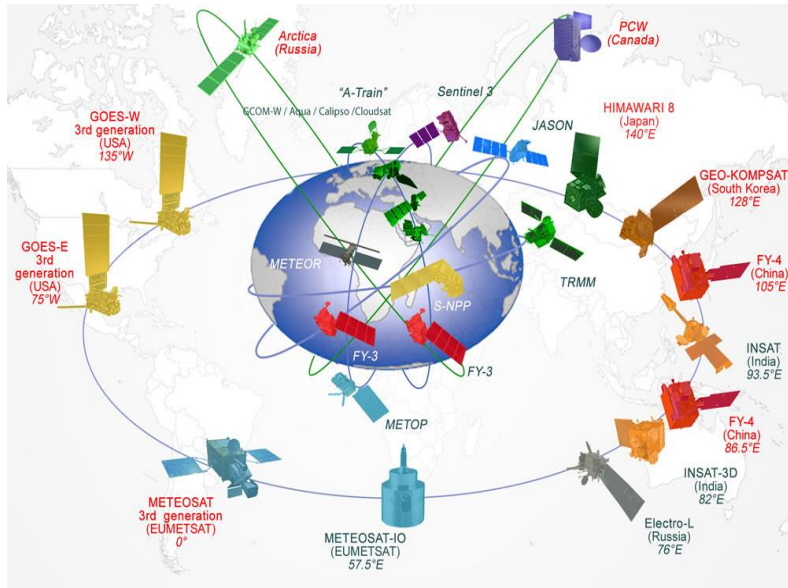 Arctica
(Russia)
PCW
(Canada)
"A-Train"
GCOM-W / Aqua / Calipso /Cloudsat
Sentinel 3
JASON
HIMAWARI 8
(Japan)
140°E
GOES-W
3rd generation
(USA)
135°W
GEO-KOMPSAT
(South Korea)
128°E
GOES-E
3rd
generation
(USA)
75°W
METEOR
TRMM
FY-4
(China)
105°E
S-NPP
FY-3
FY-3
INSAT
(India)
93.5°E
METOP
FY-4
(China)
86.5°E
INSAT-3D
(India)
82°E
METEOSAT
3rd generation
(EUMETSAT)
0°
METEOSAT-IO
(EUMETSAT)
57.5°E
Electro-L
(Russia)
76°E